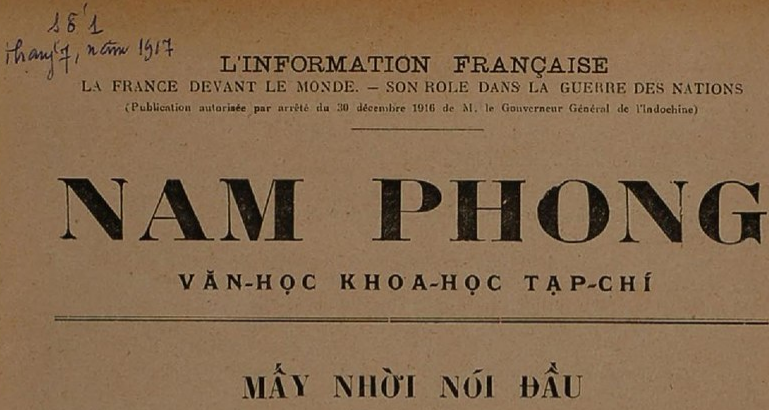 Số 1
tháng 7, năm 1917
L'INFORMATION FRANÇAISE
LA FRANCE DEVANT LE MONDE. — SON ROLE DANS LA GUERRE DES NATIONS
(Publication autorisée par arrêté du 30 décembre 1916 de M. le Gouverneur Général de l'Indochine)
NAM PHONG
VĂN-HỌC KHOA-HỌC TẠP-CHÍ
MẤY NHỜI NÓI ĐẦU